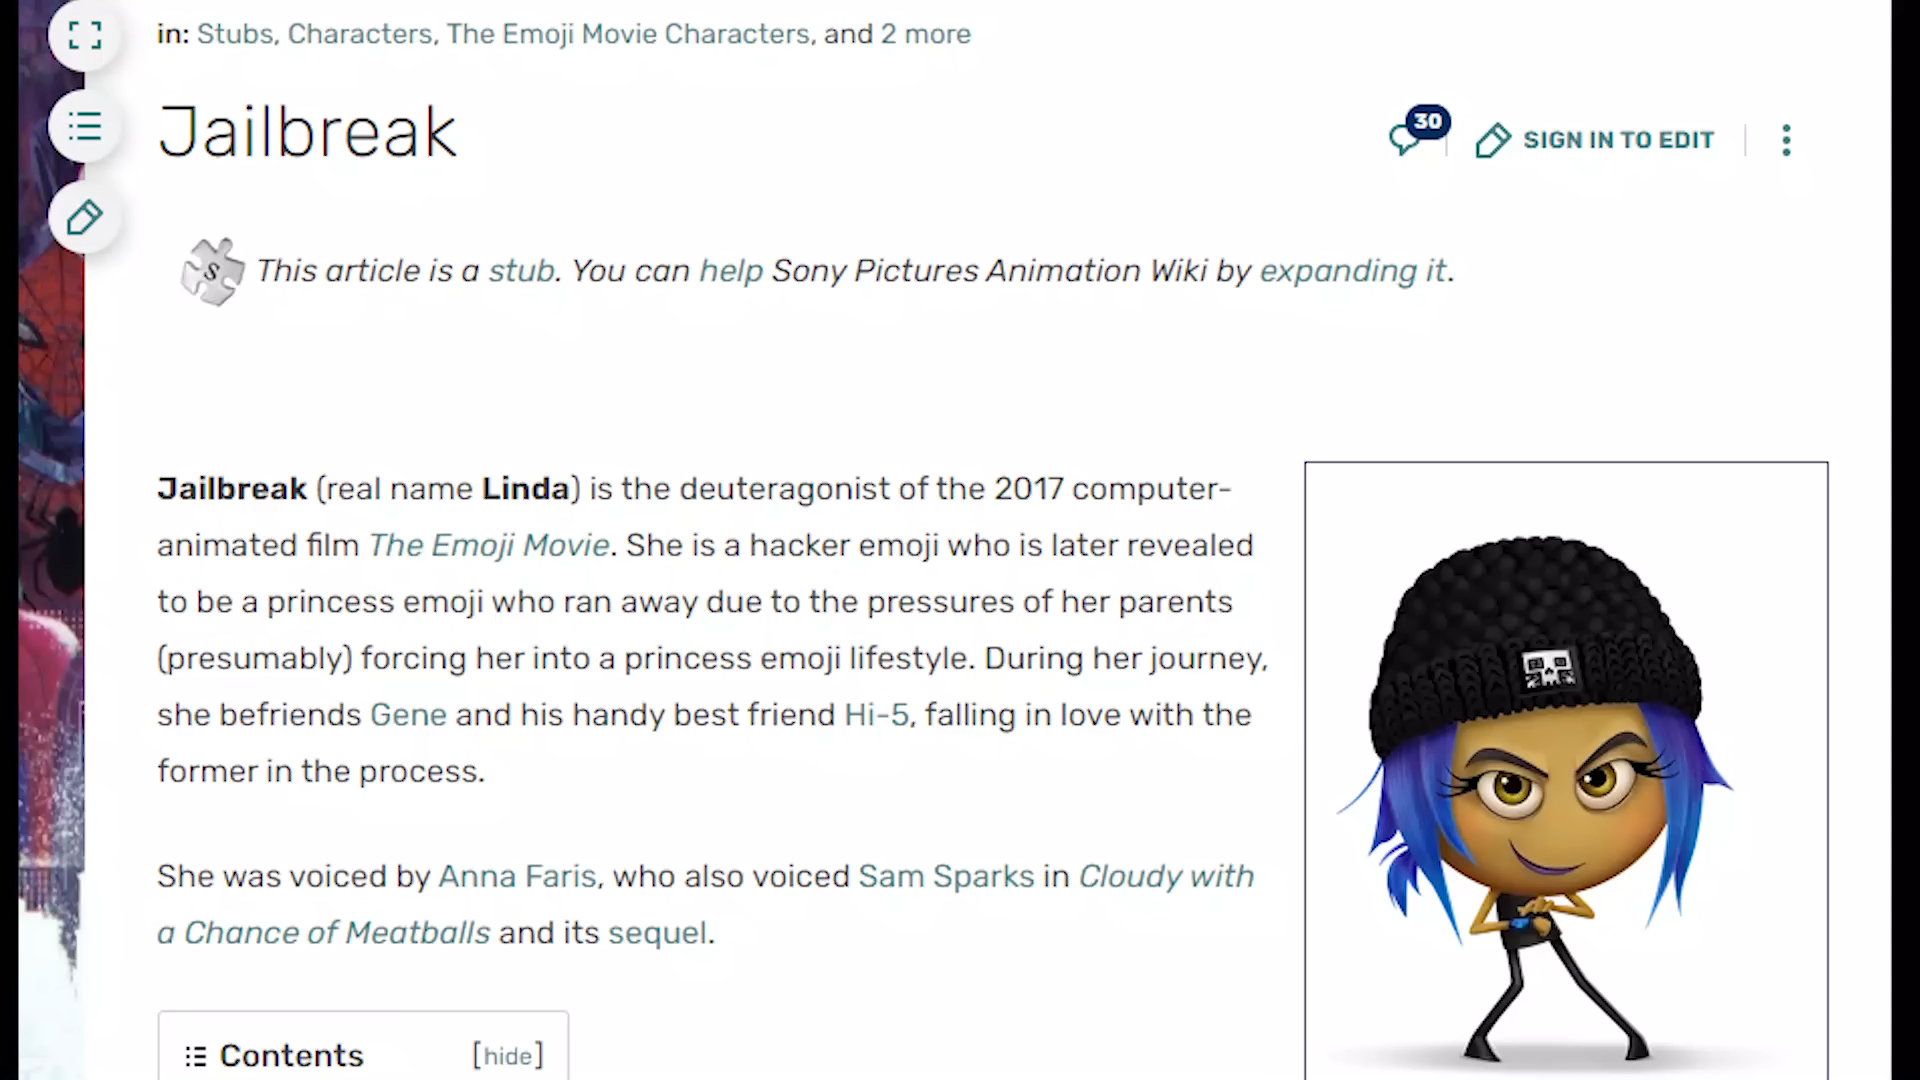 in: Stubs, Characters, The Emoji Movie Characters, and 2 more
Jailbreak
30
SIGN IN TO EDIT
S
This article is a stub. You can help Sony Pictures Animation Wiki by expanding it.
Jailbreak (real name Linda) is the deuteragonist of the 2017 computer-
animated film The Emoji Movie. She is a hacker emoji who is later revealed
to be a princess emoji who ran away due to the pressures of her parents
(presumably) forcing her into a princess emoji lifestyle. During her journey,
she befriends Gene and his handy best friend Hi-5, falling in love with the
former in the process.
She was voiced by Anna Faris, who also voiced Sam Sparks in Cloudy with
a Chance of Meatballs and its sequel.
Contents [hide]